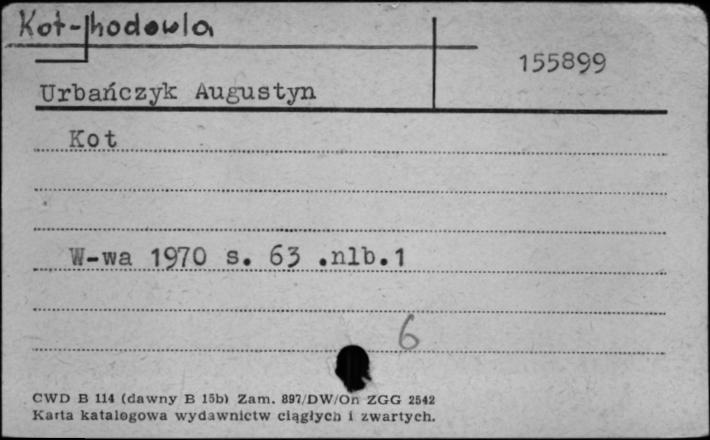 Kot-hodowla
155899
Urbańczyk Augustyn
Kot
W-wa 1970 s. 63 .nlb.1
6
CWD B 114 (dawny B 15b) Zam. 897/DW/On ZGG 2542
Karta katalogowa wydawnictw ciągłych i zwartych.